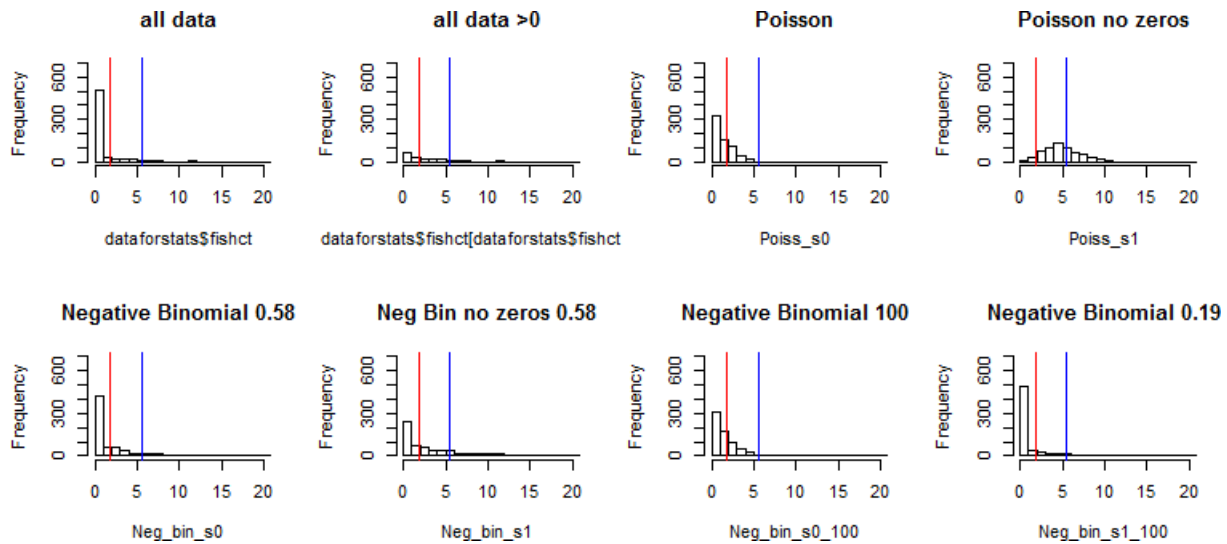 all data
all data >0
Poisson
Poisson no zeros
Frequency
0 300 600
0 5 10 15 20
dataforstats$fishct
Frequency
0 300 600
0 5 10 15 20
dataforstats$fishct[dataforstats$fishct
Frequency
0 300 600
0 5 10 15 20
Poiss_s0
Frequency
0 300 600
0 5 10 15 20
Poiss_s1
Negative Binomial 0.58
Neg Bin no zeros 0.58
Negative Binomial 100
Negative Binomial 0.19
Frequency
0 300 600
0 5 10 15 20
Neg_bin_s0
Frequency
0 300 600
0 5 10 15 20
Neg_bin_s1
Frequency
0 300 600
0 5 10 15 20
Neg_bin_s0_100
Frequency
0 300 600
0 5 10 15 20
Neg_bin_s1_100